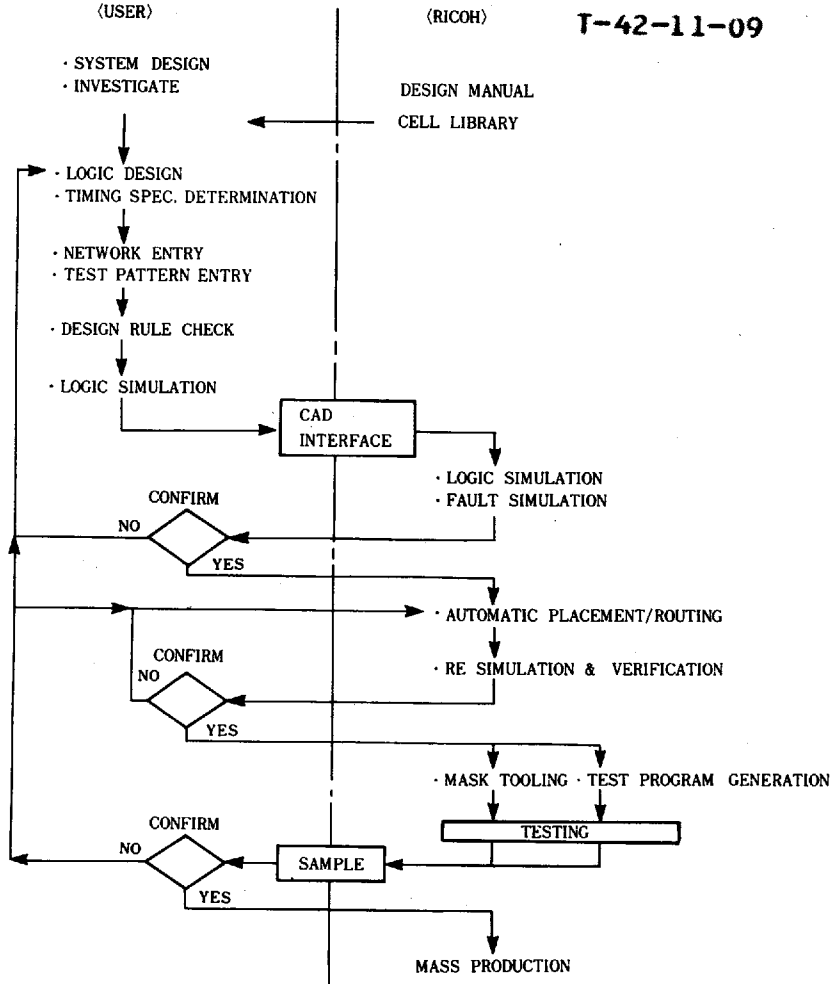 〈USER〉
〈RICOH〉
T-42-11-09
· SYSTEM DESIGN
· INVESTIGATE
DESIGN MANUAL
CELL LIBRARY
· LOGIC DESIGN
· TIMING SPEC. DETERMINATION
· NETWORK ENTRY
· TEST PATTERN ENTRY
· DESIGN RULE CHECK
· LOGIC SIMULATION
CAD
INTERFACE
· LOGIC SIMULATION
· FAULT SIMULATION
CONFIRM
NO
YES
· AUTOMATIC PLACEMENT/ROUTING
· RE SIMULATION & VERIFICATION
CONFIRM
NO
YES
· MASK TOOLING · TEST PROGRAM GENERATION
TESTING
CONFIRM
NO
SAMPLE
YES
MASS PRODUCTION